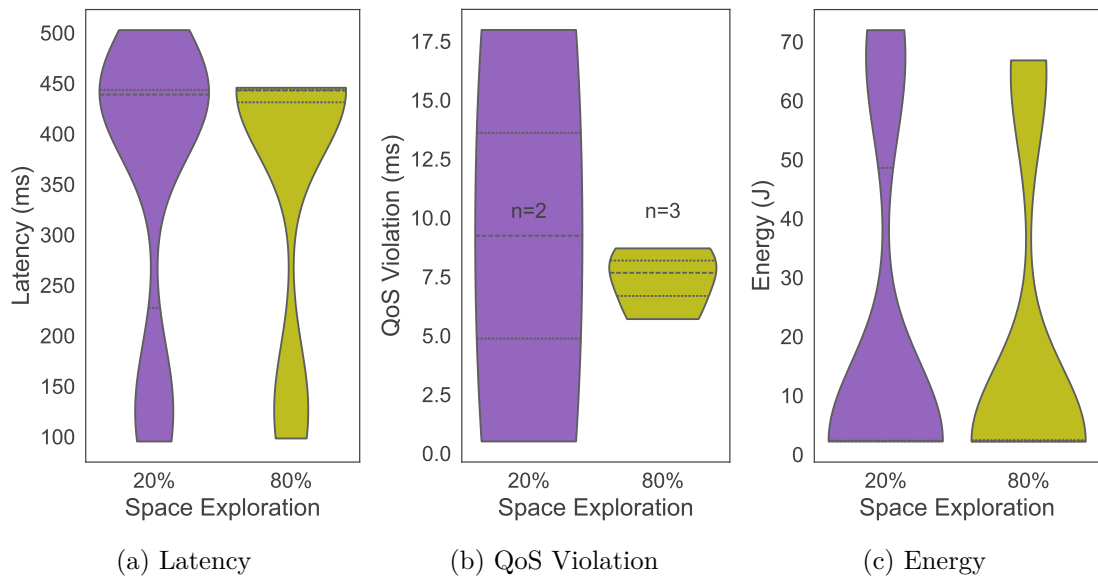 Latency (ms)
500
450
400
350
300
250
200
150
100
20%
80%
Space Exploration
(a) Latency
QoS Violation (ms)
17.5
15.0
12.5
10.0
7.5
5.0
2.5
0.0
n=2
n=3
20%
80%
Space Exploration
(b) QoS Violation
Energy (J)
70
60
50
40
30
20
10
0
20%
80%
Space Exploration
(c) Energy